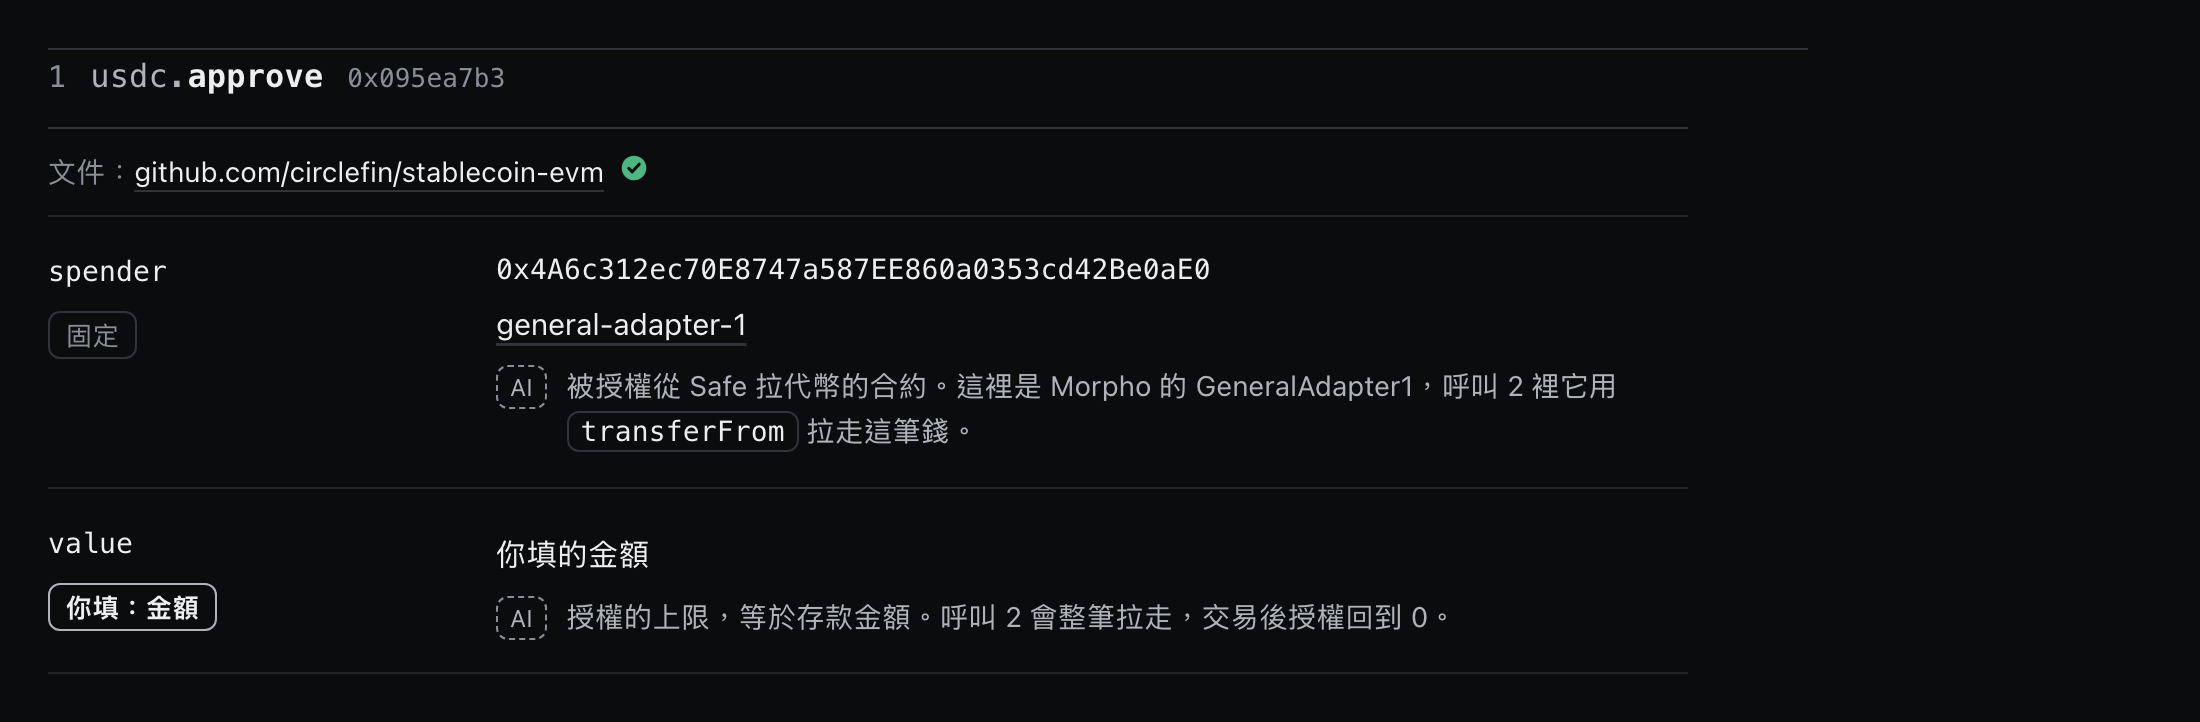 1 usdc.approve 0x095ea7b3
文件：github.com/circlefin/stablecoin-evm
spender
0x4A6c312ec70E8747a587EE860a0353cd42Be0aE0
固定
general-adapter-1
AI 被授權從 Safe 拉代幣的合約。這裡是 Morpho 的 GeneralAdapter1，呼叫 2 裡它用
transferFrom 拉走這筆錢。
value
你填的金額
你填：金額
AI 授權的上限，等於存款金額。呼叫 2 會整筆拉走，交易後授權回到 0。